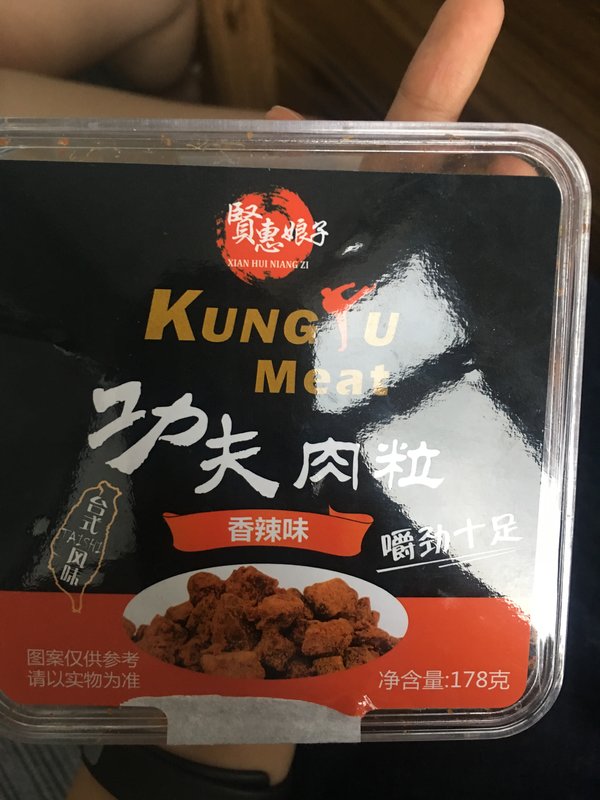 賢惠娘子
XIAN HUI NIANG ZI
KUNGFU
Meat
功夫肉粒
香辣味
嚼劲十足
台式
TAISHI
风味
图案仅供参考
请以实物为准
净含量:178克